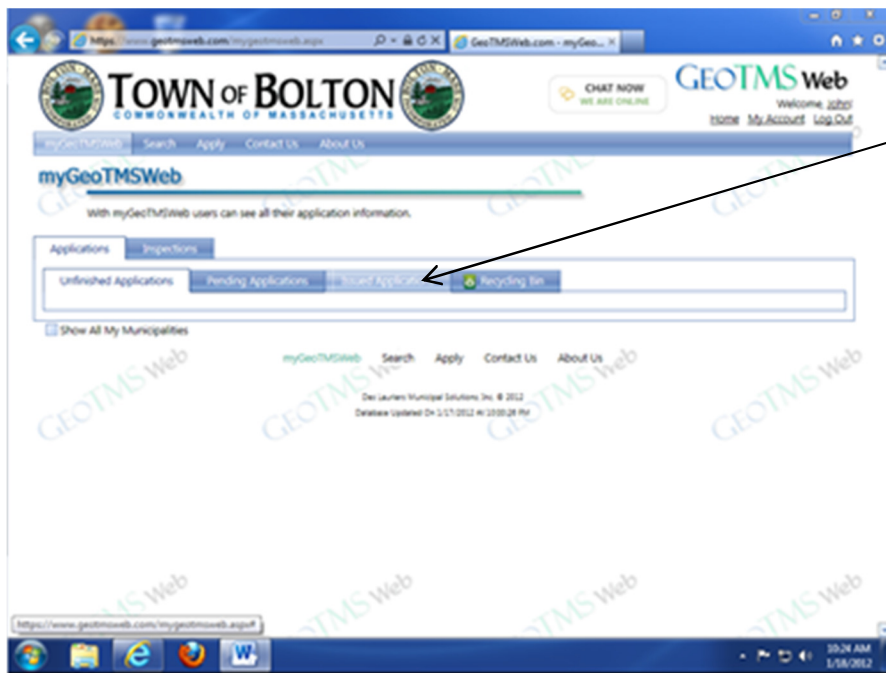 https://www.geotmsweb.com/mygeotmsweb.aspx
GeoTMSWeb.com - myGeo...
TOWN OF BOLTON
COMMONWEALTH OF MASSACHUSETTS
CHAT NOW
WE ARE ONLINE
GEOTMS Web
Welcome, John!
Home My Account Log Out
myGeoTMSWeb Search Apply Contact Us About Us
myGeoTMSWeb
With myGeoTMSWeb users can see all their application information.
Applications Inspections
Unfinished Applications Pending Applications Issued Applications Recycling Bin
Show All My Municipalities
myGeoTMSWeb Search Apply Contact Us About Us
Des Lauriers Municipal Solutions, Inc. © 2012
Database Updated On 1/17/2012 At 10:00:28 PM
https://www.geotmsweb.com/mygeotmsweb.aspx#
10:24 AM
1/18/2012